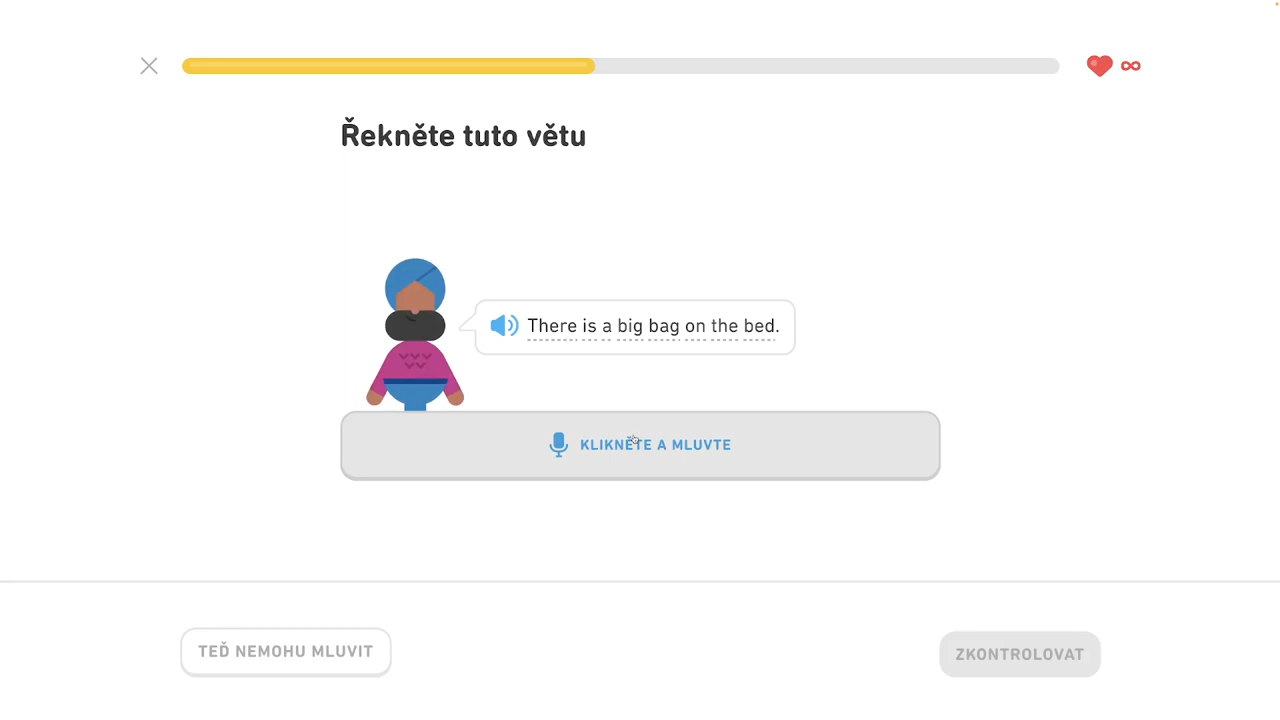 ∞
Řekněte tuto větu
There is a big bag on the bed.
KLIKNĚTE A MLUVTE
TEĎ NEMOHU MLUVIT
ZKONTROLOVAT